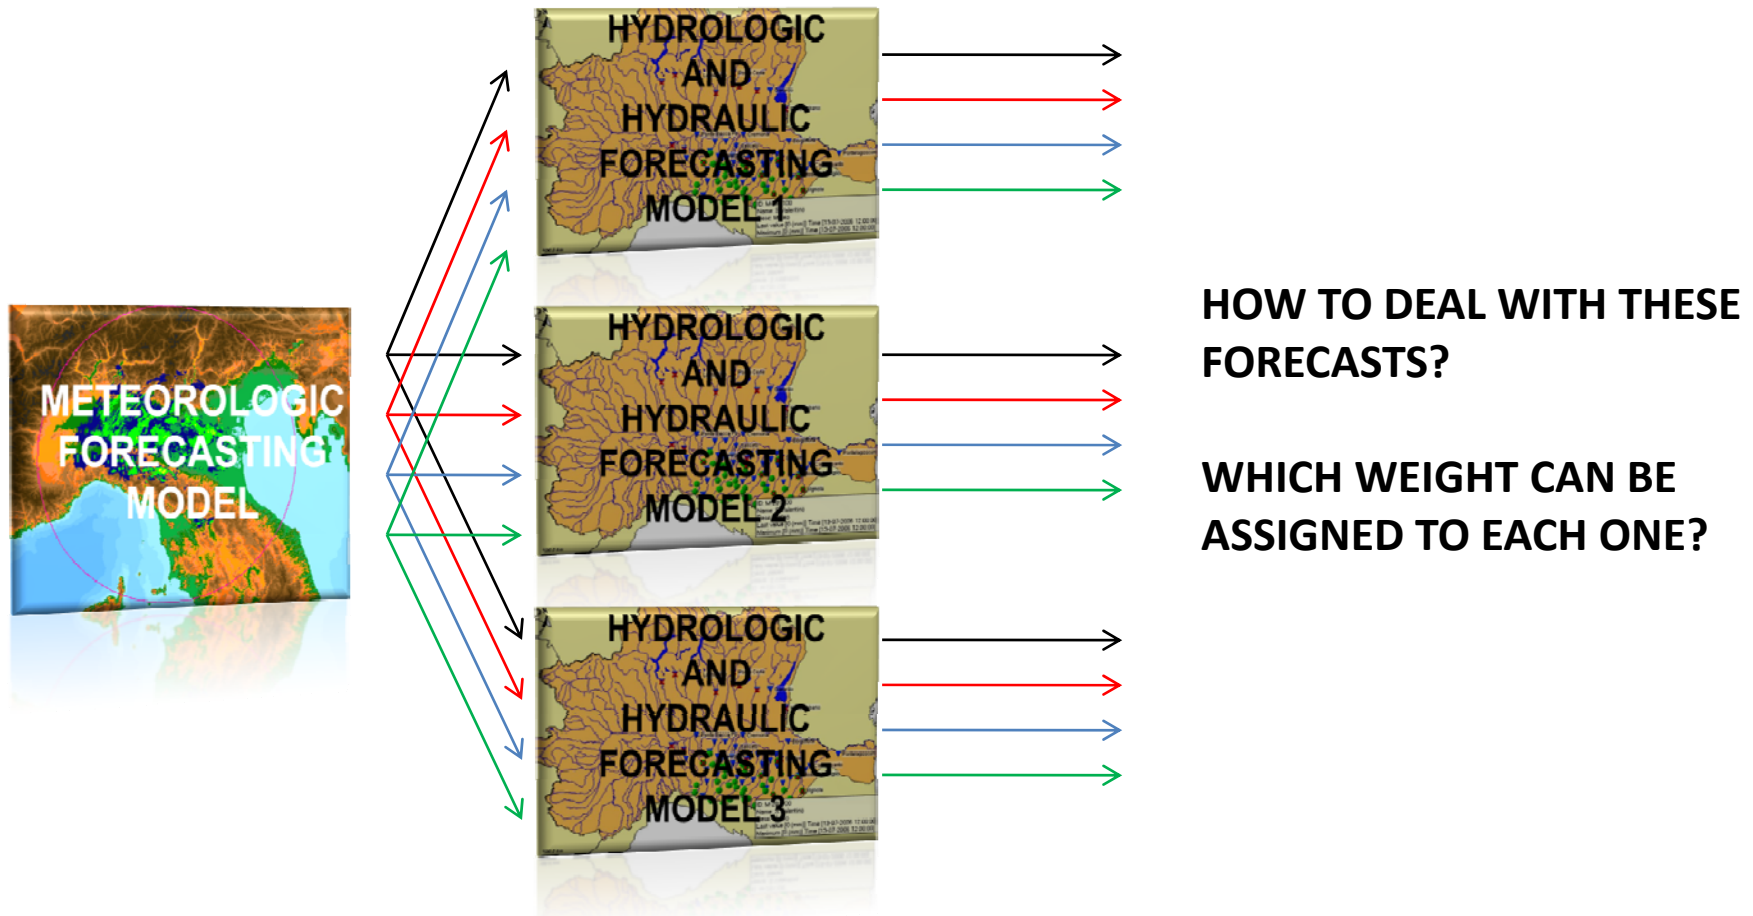 METEOROLOGIC
FORECASTING
MODEL
HYDROLOGIC
AND
HYDRAULIC
FORECASTING
MODEL 1
HYDROLOGIC
AND
HYDRAULIC
FORECASTING
MODEL 2
HYDROLOGIC
AND
HYDRAULIC
FORECASTING
MODEL 3
HOW TO DEAL WITH THESE
FORECASTS?
WHICH WEIGHT CAN BE
ASSIGNED TO EACH ONE?